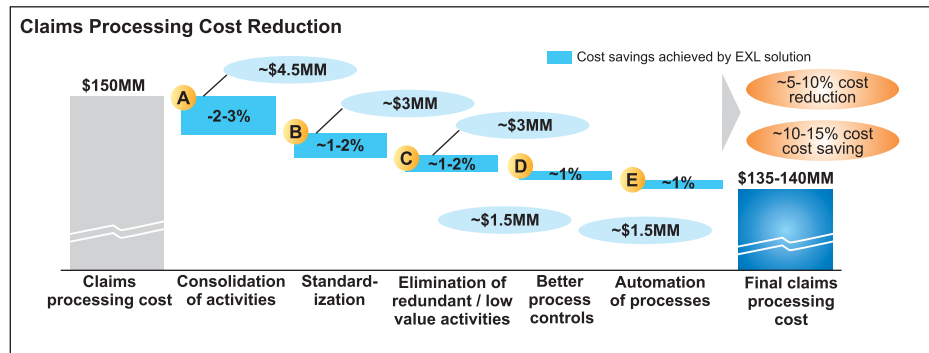 Claims Processing Cost Reduction
Cost savings achieved by EXL solution
$150MM
A
~$4.5MM
-2-3%
B
~$3MM
~1-2%
C
~$3MM
~1-2%
D
~1%
~$1.5MM
E
~1%
~$1.5MM
~5-10% cost
reduction
~10-15% cost
cost saving
$135-140MM
Claims
processing cost
Consolidation
of activities
Standard-
ization
Elimination of
redundant / low
value activities
Better
process
controls
Automation
of processes
Final claims
processing
cost